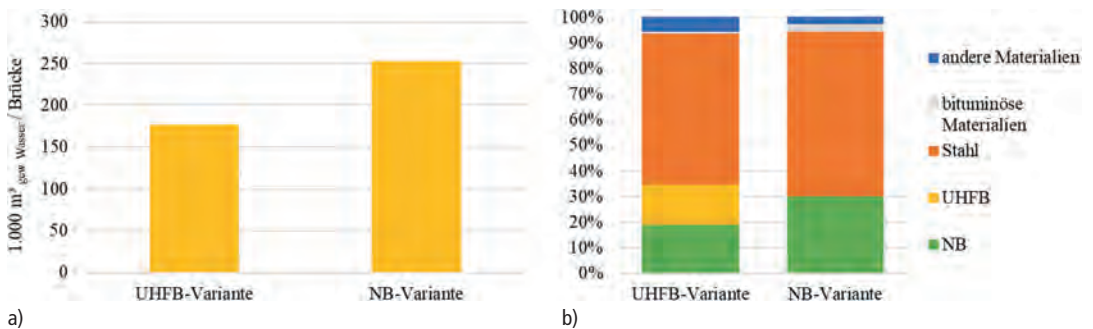 300
250
200
150
100
50
0
1.000 m³ gew Wasser / Brücke
UHFB-Variante
NB-Variante
a)
100%
90%
80%
70%
60%
50%
40%
30%
20%
10%
0%
UHFB-Variante
NB-Variante
andere Materialien
bituminöse
Materialien
Stahl
UHFB
NB
b)